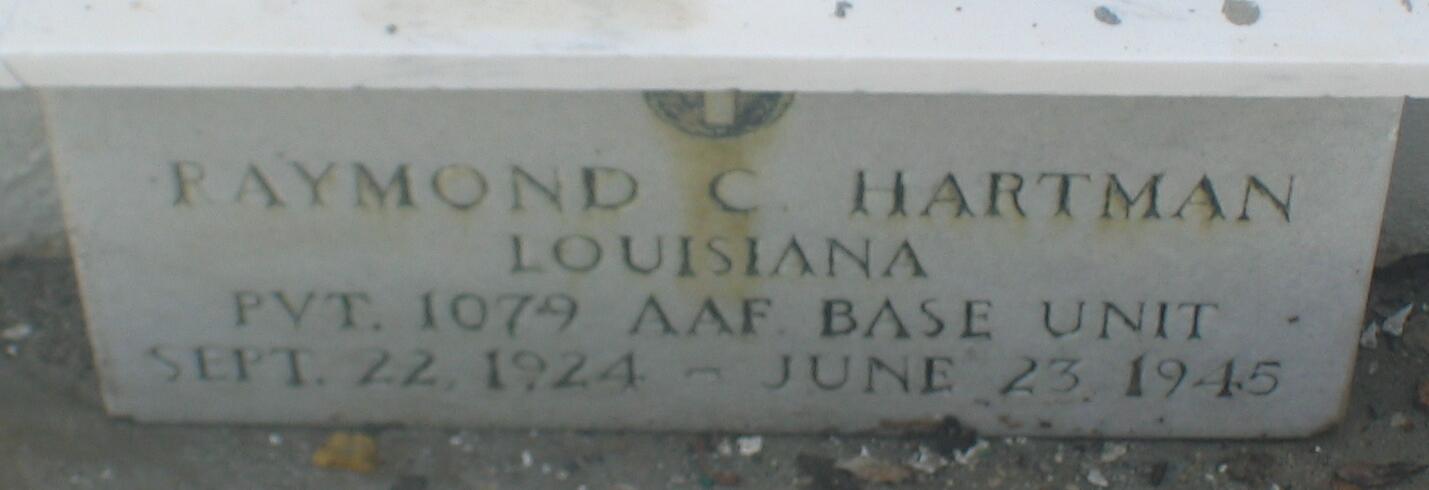 RAYMOND C. HARTMAN
LOUISIANA
PVT. 1079 AAF BASE UNIT
SEPT. 22, 1924 - JUNE 23, 1945